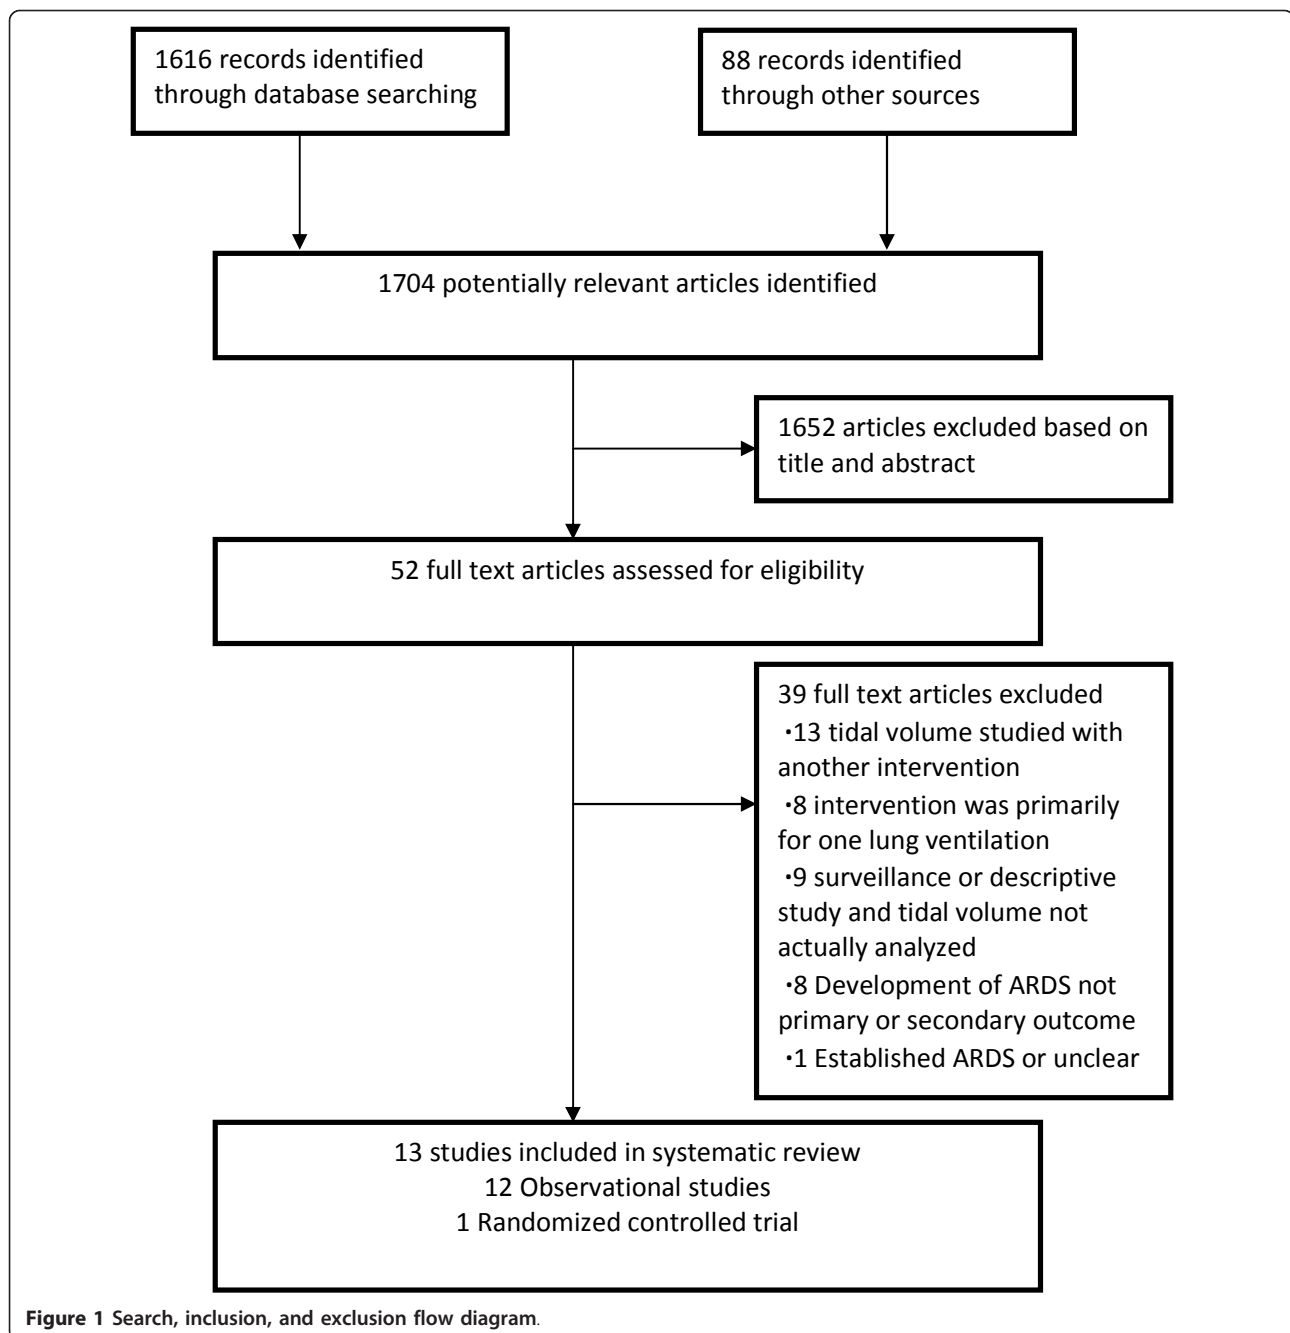 1616 records identified
through database searching
88 records identified
through other sources
1704 potentially relevant articles identified
1652 articles excluded based on
title and abstract
52 full text articles assessed for eligibility
39 full text articles excluded
•13 tidal volume studied with
another intervention
•8 intervention was primarily
for one lung ventilation
•9 surveillance or descriptive
study and tidal volume not
actually analyzed
•8 Development of ARDS not
primary or secondary outcome
•1 Established ARDS or unclear
13 studies included in systematic review
12 Observational studies
1 Randomized controlled trial
Figure 1 Search, inclusion, and exclusion flow diagram.